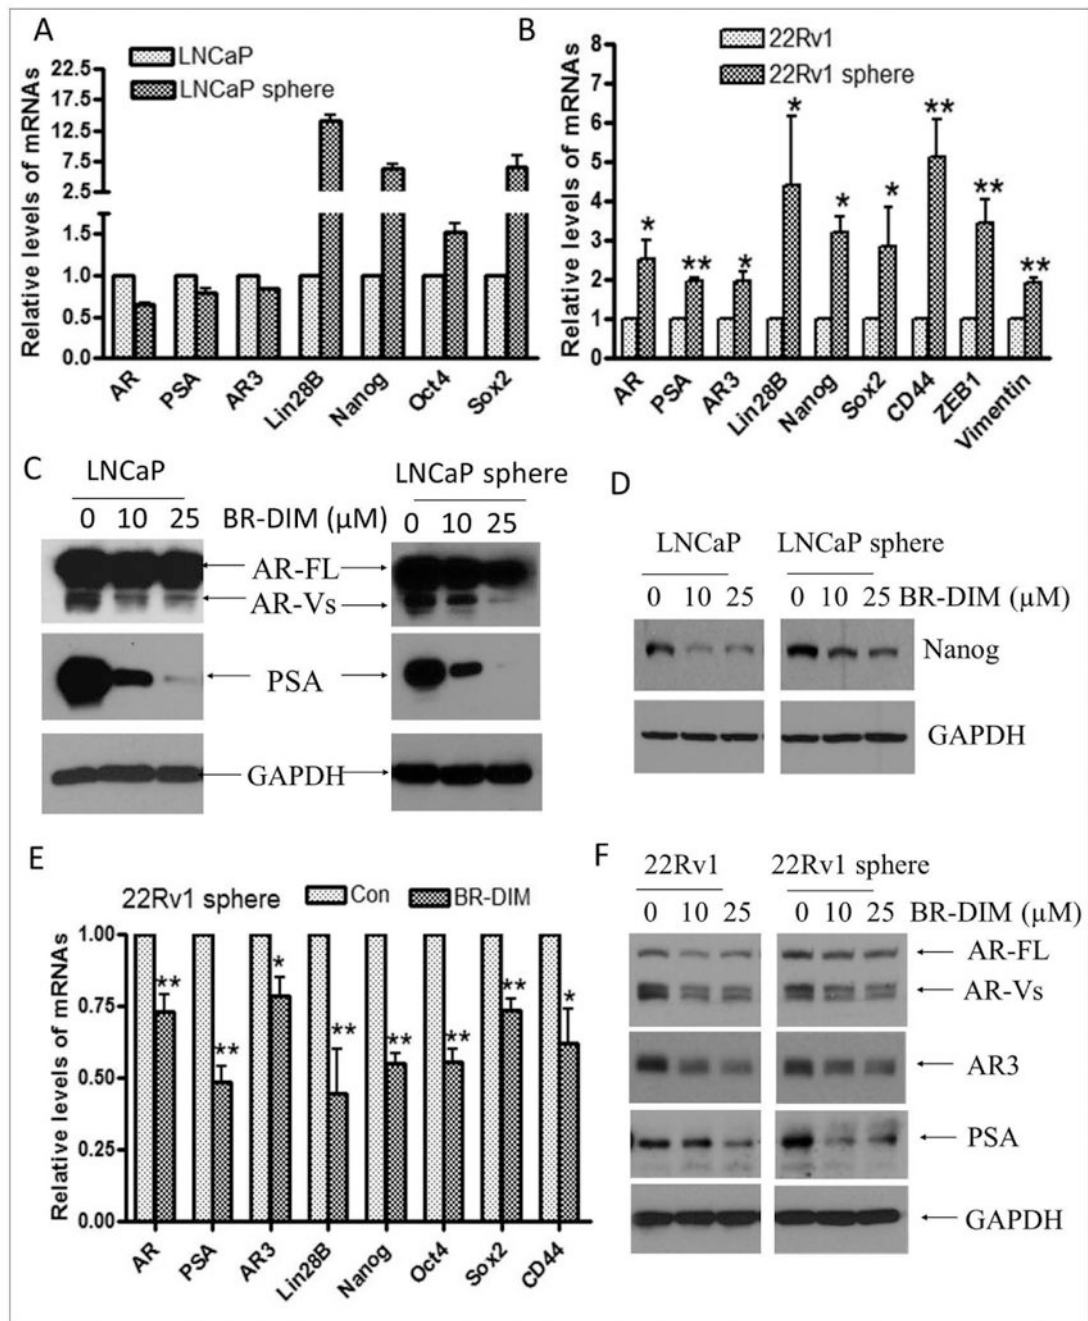 A
LNCaP
LNCaP sphere
Relative levels of mRNAs
22.5
17.5
12.5
7.5
2.5
1.5
1.0
0.5
0.0
AR
PSA
AR3
Lin28B
Nanog
Oct4
Sox2
B
22Rv1
22Rv1 sphere
Relative levels of mRNAs
8
7
6
5
4
3
2
1
0
*
**
*
*
*
*
**
**
**
AR
PSA
AR3
Lin28B
Nanog
Sox2
CD44
ZEB1
Vimentin
C
LNCaP
LNCaP sphere
0 10 25 BR-DIM (µM) 0 10 25
AR-FL
AR-Vs
PSA
GAPDH
D
LNCaP LNCaP sphere
0 10 25 0 10 25 BR-DIM (µM)
Nanog
GAPDH
E
22Rv1 sphere Con BR-DIM
Relative levels of mRNAs
1.00
0.75
0.50
0.25
0.00
**
**
*
**
**
**
**
*
AR
PSA
AR3
Lin28B
Nanog
Oct4
Sox2
CD44
F
22Rv1 22Rv1 sphere
0 10 25 0 10 25 BR-DIM (µM)
AR-FL
AR-Vs
AR3
PSA
GAPDH